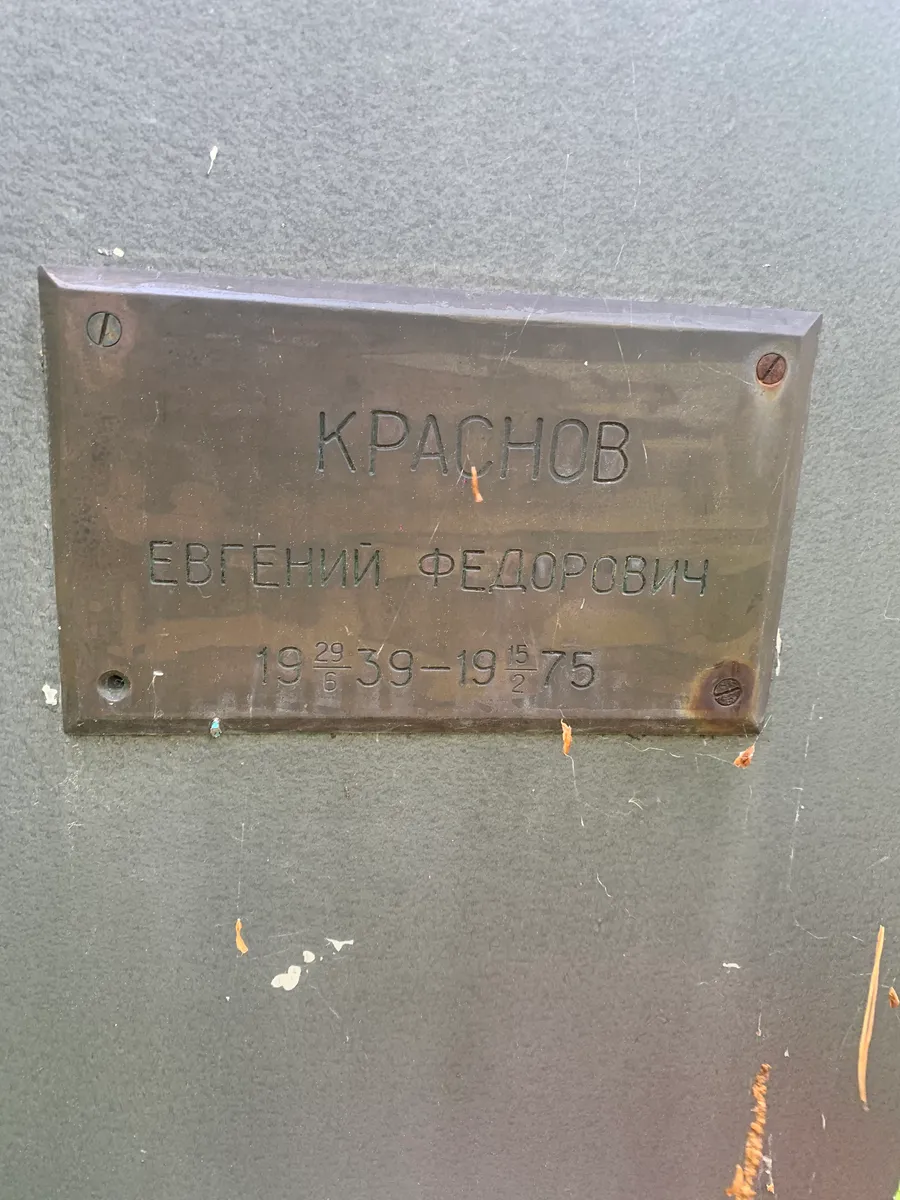 КРАСНОВ
ЕВГЕНИЙ ФЕДОРОВИЧ
19 29/6 39 – 19 15/2 75